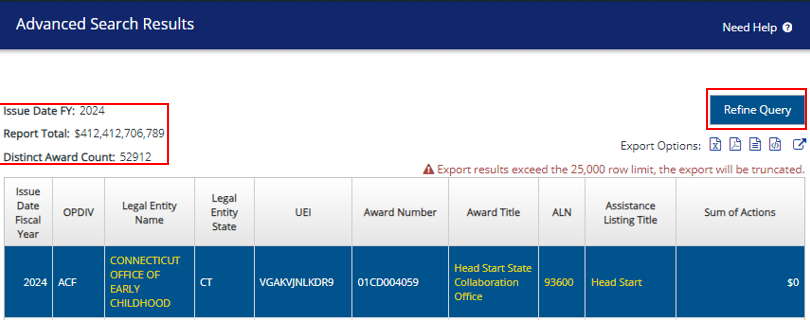 Advanced Search Results
Need Help
Issue Date FY: 2024
Refine Query
Report Total: $412,412,706,789
Export Options:
Distinct Award Count: 52912
Export results exceed the 25,000 row limit, the export will be truncated.
Issue
Date
Fiscal
Year
OPDIV
Legal Entity
Name
Legal
Entity
State
UEI
Award Number
Award Title
ALN
Assistance
Listing Title
Sum of Actions
2024
ACF
CONNECTICUT
OFFICE OF
EARLY
CHILDHOOD
CT
VGAKVJNLKDR9
01CD004059
Head Start State
Collaboration
Office
93600
Head Start
$0